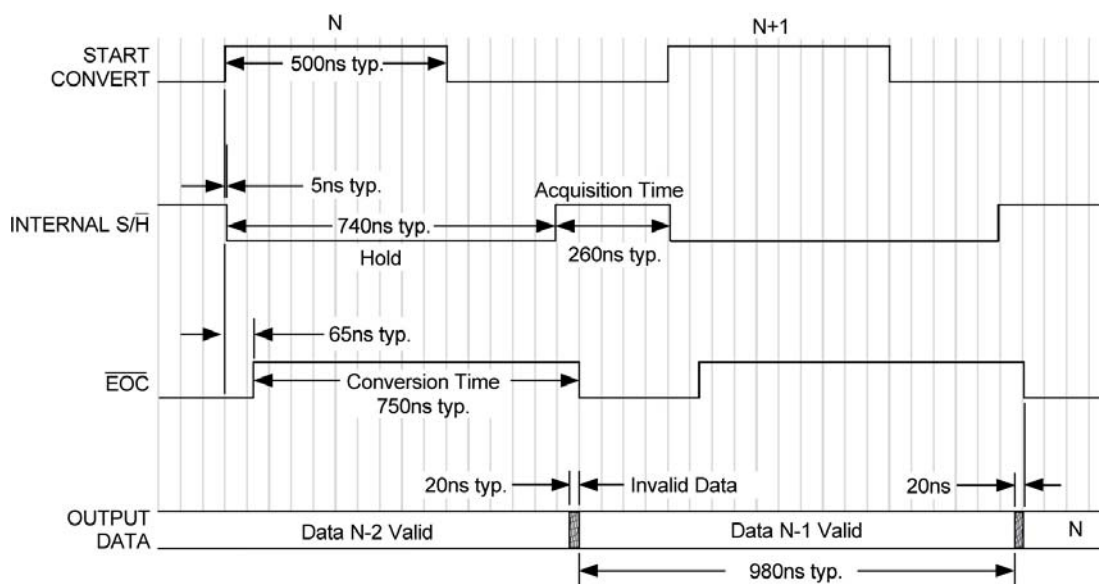 N
N+1
START
CONVERT
500ns typ.
5ns typ.
Acquisition Time
INTERNAL S/H̅
740ns typ.
Hold
260ns typ.
65ns typ.
E̅O̅C̅
Conversion Time
750ns typ.
20ns typ.
Invalid Data
20ns
OUTPUT
DATA
Data N-2 Valid
Data N-1 Valid
N
980ns typ.